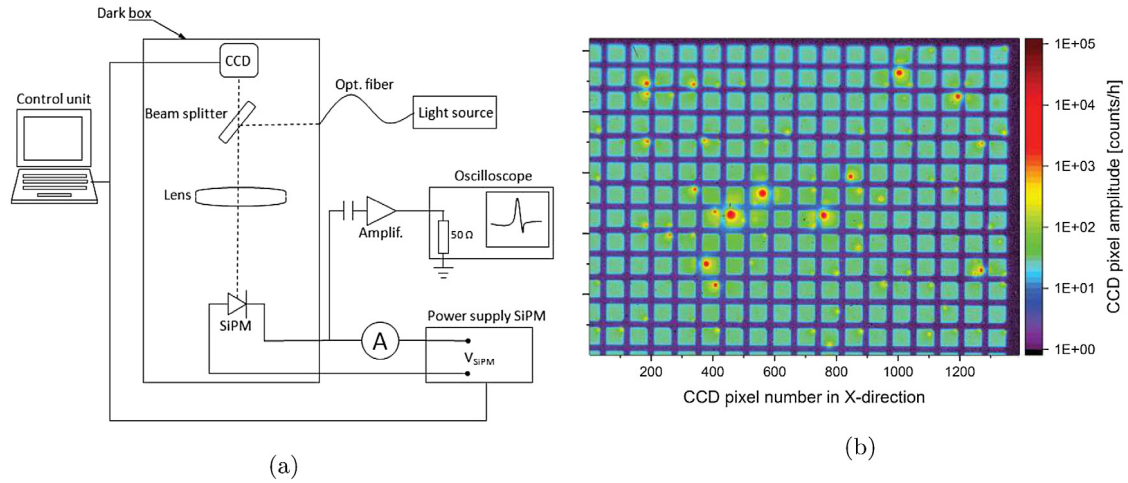 Dark box
CCD
Opt. fiber
Control unit
Beam splitter
Light source
Lens
Oscilloscope
Amplif.
50 Ω
SiPM
Power supply SiPM
A
VSiPM
(a)
1E+05
1E+04
1E+03
1E+02
1E+01
1E+00
CCD pixel amplitude [counts/h]
200 400 600 800 1000 1200
CCD pixel number in X-direction
(b)